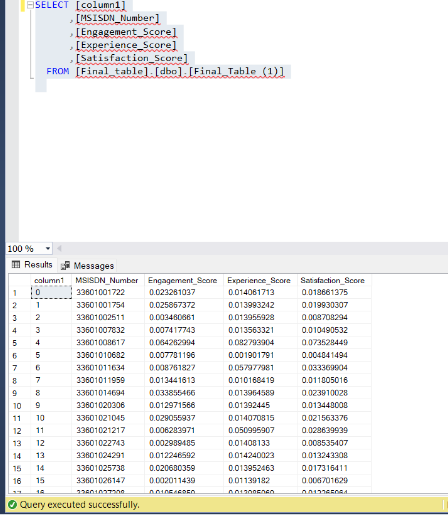 SELECT [column1]
,[MSISDN_Number]
,[Engagement_Score]
,[Experience_Score]
,[Satisfaction_Score]
FROM [Final_table].[dbo].[Final_Table (1)]
100 %
Results Messages
column1 MSISDN_Number Engagement_Score Experience_Score Satisfaction_Score
1 0 33601001722 0.023261037 0.014061713 0.018661375
2 1 33601001754 0.025867372 0.013993242 0.019930307
3 2 33601002511 0.003460661 0.013955928 0.008708294
4 3 33601007832 0.007417743 0.013563321 0.010490532
5 4 33601008617 0.064262994 0.082793904 0.073528449
6 5 33601010682 0.007781196 0.001901791 0.004841494
7 6 33601011634 0.008761827 0.057977981 0.033369904
8 7 33601011959 0.013441613 0.010168419 0.011805016
9 8 33601014694 0.033855466 0.013964589 0.023910028
10 9 33601020306 0.012971566 0.01392445 0.013448008
11 10 33601021045 0.029055937 0.014070815 0.021563376
12 11 33601021217 0.006283971 0.050995907 0.028639939
13 12 33601022743 0.002989485 0.01408133 0.008535407
14 13 33601024291 0.012246592 0.014240023 0.013243308
15 14 33601025738 0.020680359 0.013952463 0.017316411
16 15 33601026147 0.002011439 0.01139182 0.006701629
17 16
Query executed successfully.